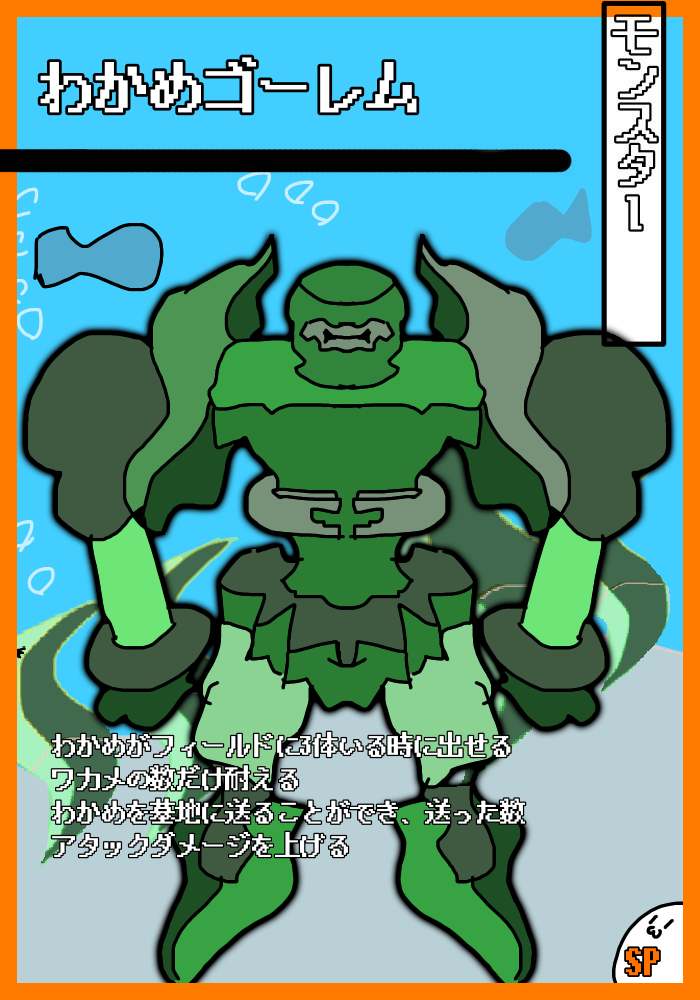 わかめゴーレム
モンスター
わかめがフィールドに3体いる時に出せる
ワカメの数だけ耐える
わかめを墓地に送ることができ、送った数
アタックダメージを上げる
SP